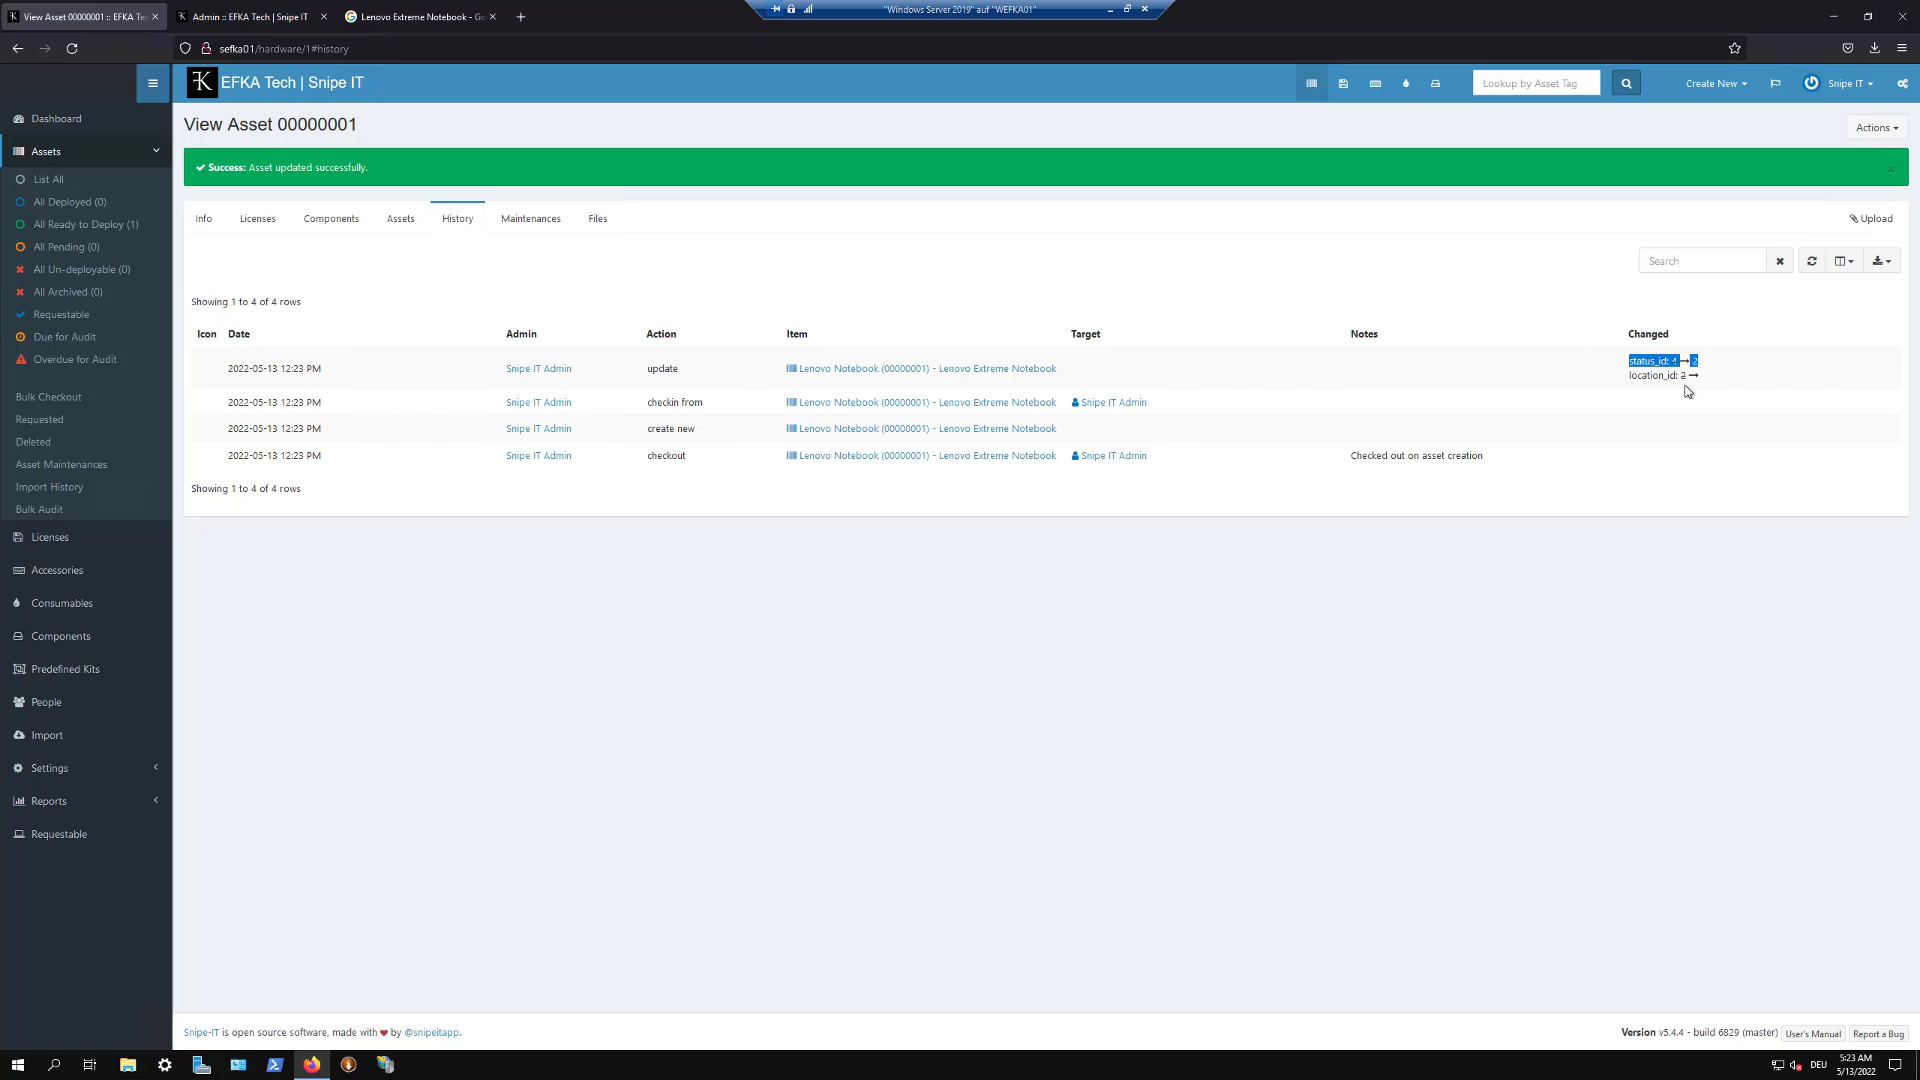 View Asset 00000001 :: EFKA Te
Admin :: EFKA Tech | Snipe IT
Lenovo Extreme Notebook - Go
"Windows Server 2019" auf "WEFKA01"
sefka01/hardware/1#history
EFKA Tech | Snipe IT
Lookup by Asset Tag
Create New
Snipe IT
Dashboard
Assets
List All
All Deployed (0)
All Ready to Deploy (1)
All Pending (0)
All Un-deployable (0)
All Archived (0)
Requestable
Due for Audit
Overdue for Audit
Bulk Checkout
Requested
Deleted
Asset Maintenances
Import History
Bulk Audit
Licenses
Accessories
Consumables
Components
Predefined Kits
People
Import
Settings
Reports
Requestable
View Asset 00000001
Actions
Success: Asset updated successfully.
Info Licenses Components Assets History Maintenances Files Upload
Search
Showing 1 to 4 of 4 rows
Icon Date Admin Action Item Target Notes Changed
2022-05-13 12:23 PM Snipe IT Admin update Lenovo Notebook (00000001) - Lenovo Extreme Notebook status_id: 4 → 2
location_id: 2 →
2022-05-13 12:23 PM Snipe IT Admin checkin from Lenovo Notebook (00000001) - Lenovo Extreme Notebook Snipe IT Admin
2022-05-13 12:23 PM Snipe IT Admin create new Lenovo Notebook (00000001) - Lenovo Extreme Notebook
2022-05-13 12:23 PM Snipe IT Admin checkout Lenovo Notebook (00000001) - Lenovo Extreme Notebook Snipe IT Admin Checked out on asset creation
Showing 1 to 4 of 4 rows
Snipe-IT is open source software, made with ❤ by @snipeitapp.
Version v5.4.4 - build 6829 (master) User's Manual Report a Bug
DEU
5:23 AM
5/13/2022